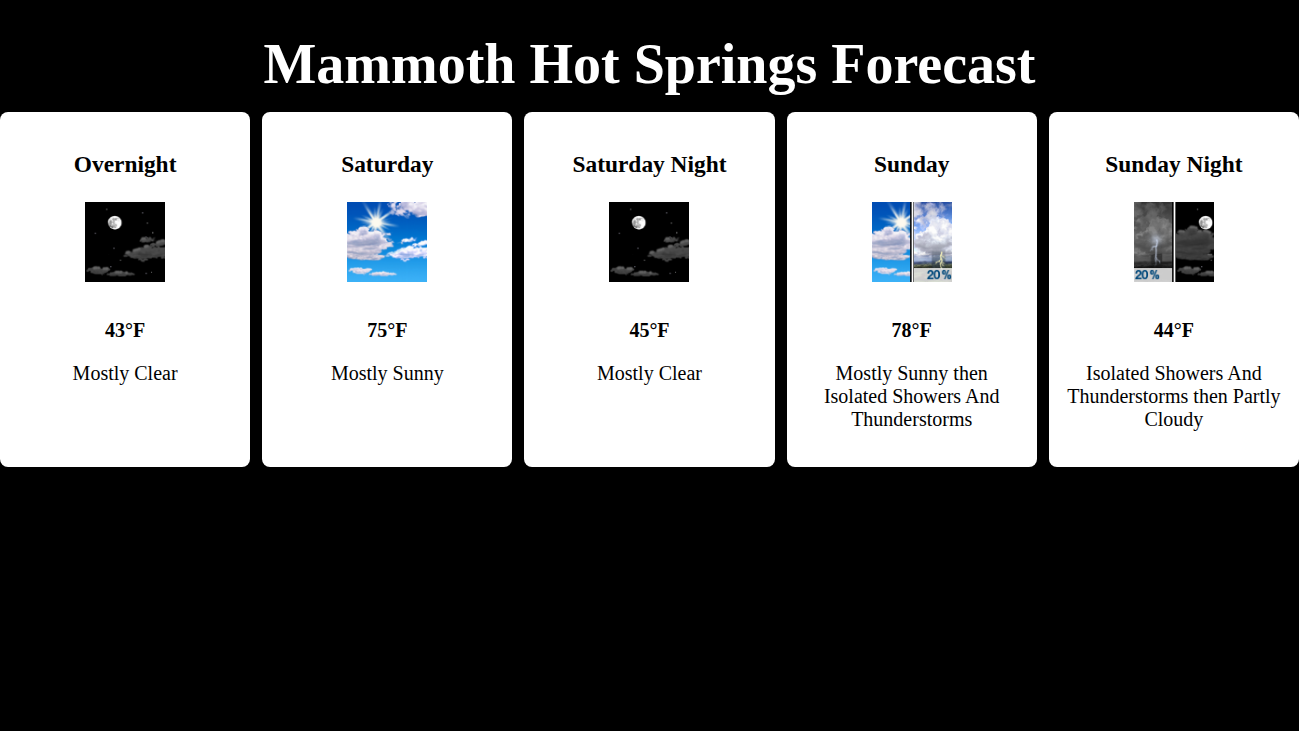 Mammoth Hot Springs Forecast
Overnight
43°F
Mostly Clear
Saturday
75°F
Mostly Sunny
Saturday Night
45°F
Mostly Clear
Sunday
20%
78°F
Mostly Sunny then
Isolated Showers And
Thunderstorms
Sunday Night
20%
44°F
Isolated Showers And
Thunderstorms then Partly
Cloudy